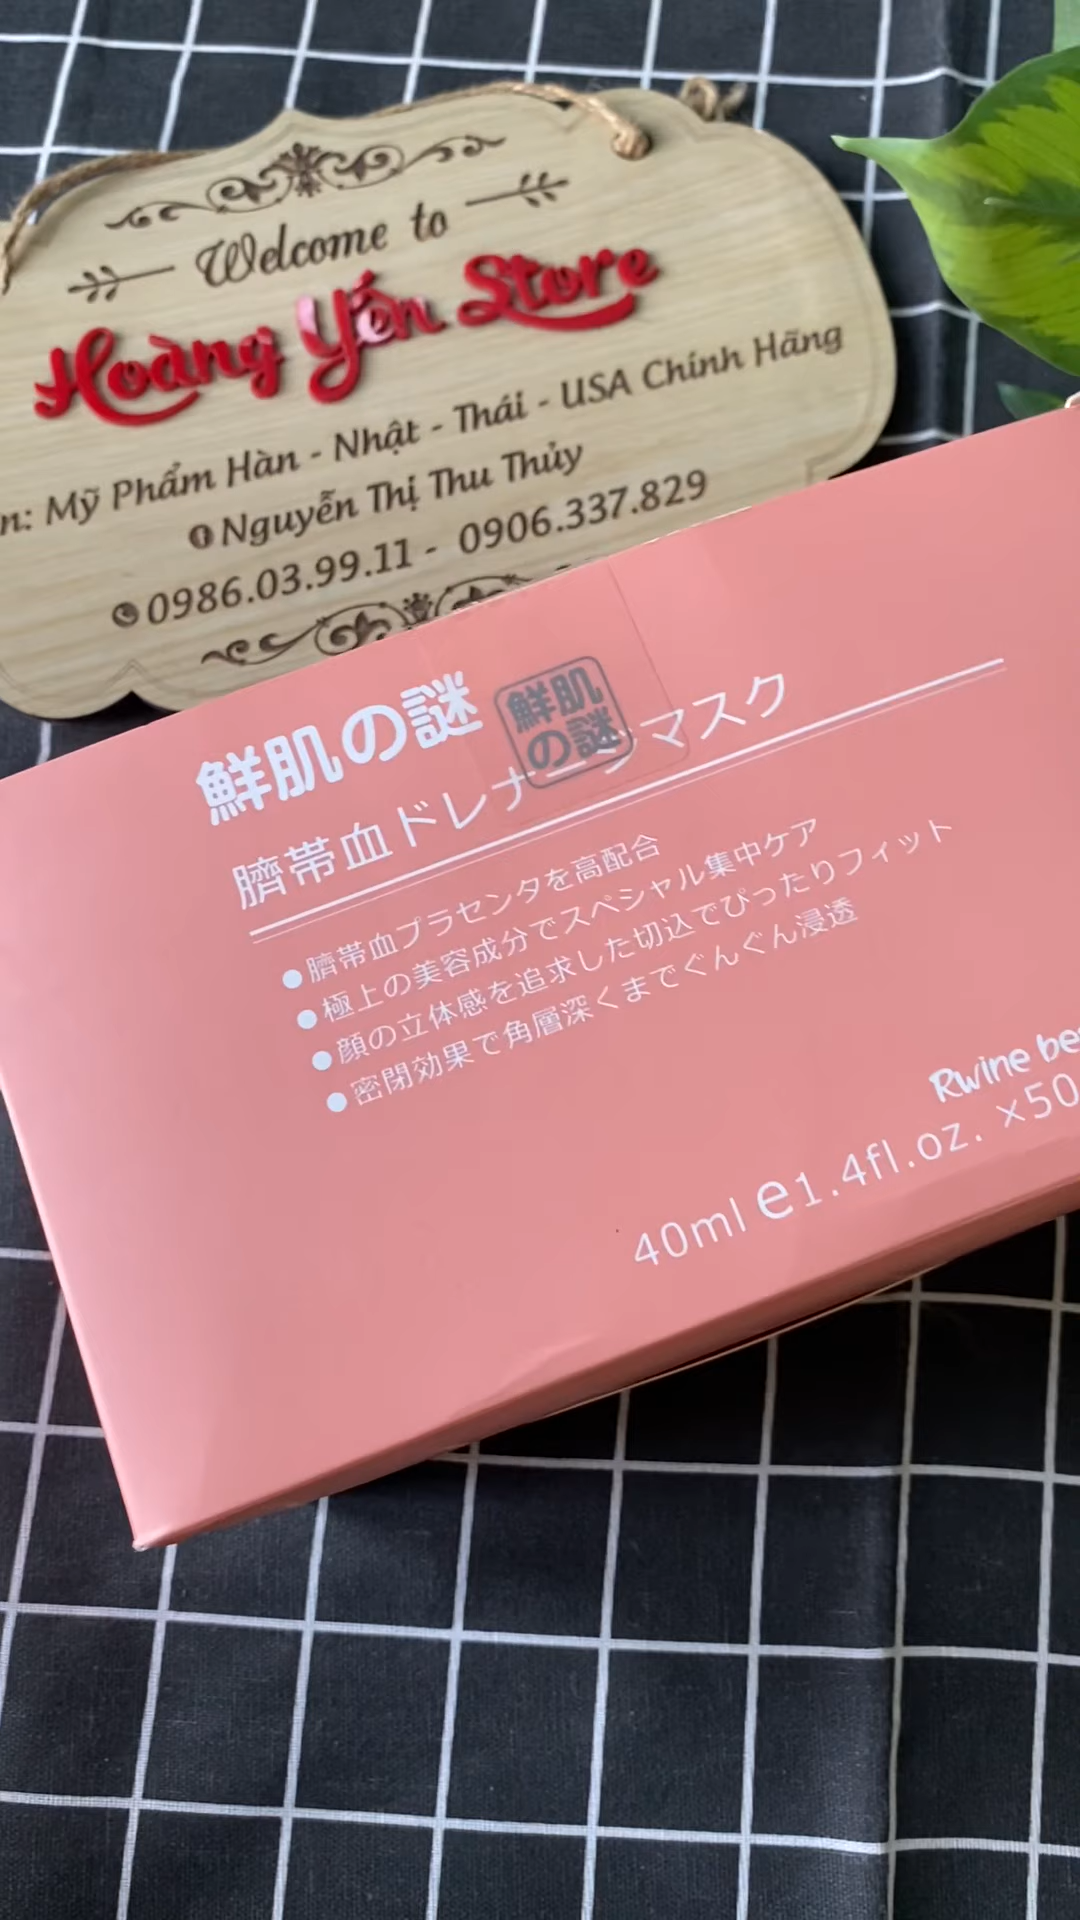 Welcome to
Hoàng Yến Store
n: Mỹ Phẩm Hàn - Nhật - Thái - USA Chính Hãng
Nguyễn Thị Thu Thủy
0986.03.99.11 - 0906.337.829
鮮肌の謎
鮮肌
の謎
臍帯血ドレナージマスク
●臍帯血プラセンタを高配合
●極上の美容成分でスペシャル集中ケア
●顔の立体感を追求した切込でぴったりフィット
●密閉効果で角層深くまでぐんぐん浸透
Rwine be
40ml e1.4fl.oz. ×50